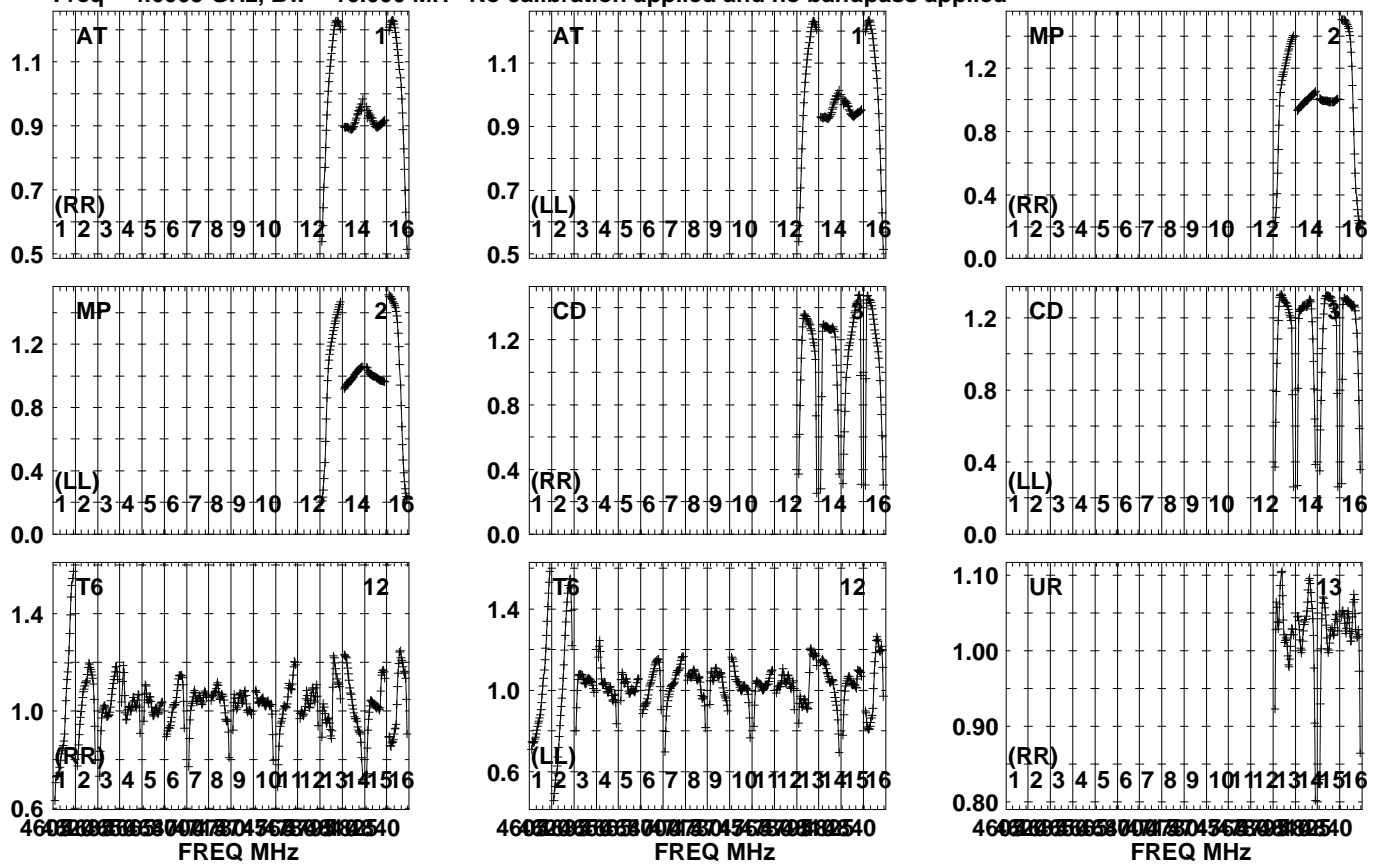 No calibration applied and no bandpass applied
AT 1
1.1
0.9
0.7
0.5
(RR)
1 2 3 4 5 6 7 8 9 10 12 14 16
AT 1
1.1
0.9
0.7
0.5
(LL)
1 2 3 4 5 6 7 8 9 10 12 14 16
MP 2
1.2
0.8
0.4
0.0
(RR)
1 2 3 4 5 6 7 8 9 10 12 14 16
MP 2
1.2
0.8
0.4
0.0
(LL)
1 2 3 4 5 6 7 8 9 10 12 14 16
CD 3
1.2
0.8
0.4
0.0
(RR)
1 2 3 4 5 6 7 8 9 10 12 14 16
CD 3
1.2
0.8
0.4
0.0
(LL)
1 2 3 4 5 6 7 8 9 10 12 14 16
T6 12
1.4
1.0
0.6
(RR)
1 2 3 4 5 6 7 8 9 10 11 12 13 14 15 16
FREQ MHz
T6 12
1.4
1.0
0.6
(LL)
1 2 3 4 5 6 7 8 9 10 11 12 13 14 15 16
FREQ MHz
UR 13
1.10
1.00
0.90
0.80
(RR)
1 2 3 4 5 6 7 8 9 10 11 12 13 14 15 16
FREQ MHz